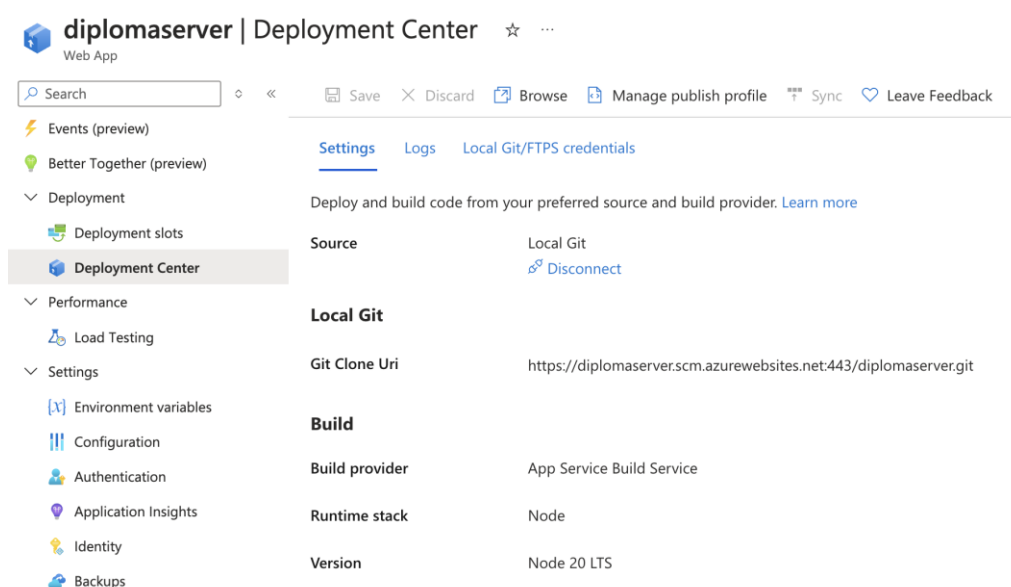 diplomaserver | Deployment Center
Web App
Search
Save
Discard
Browse
Manage publish profile
Sync
Leave Feedback
Events (preview)
Better Together (preview)
Deployment
Deployment slots
Deployment Center
Performance
Load Testing
Settings
Environment variables
Configuration
Authentication
Application Insights
Identity
Backups
Settings
Logs
Local Git/FTPS credentials
Deploy and build code from your preferred source and build provider. Learn more
Source Local Git
Disconnect
Local Git
Git Clone Uri https://diplomaserver.scm.azurewebsites.net:443/diplomaserver.git
Build
Build provider App Service Build Service
Runtime stack Node
Version Node 20 LTS